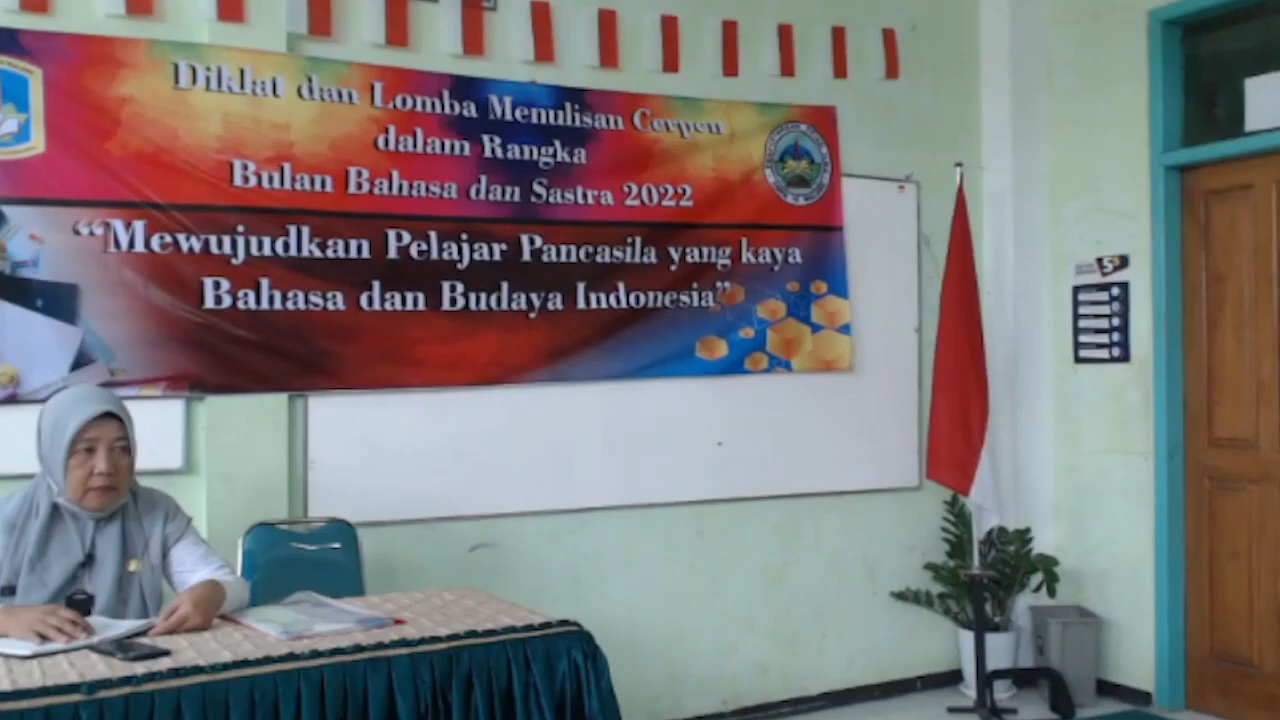 Diklat dan Lomba Menulisan Cerpen
dalam Rangka
Bulan Bahasa dan Sastra 2022
“Mewujudkan Pelajar Pancasila yang kaya
Bahasa dan Budaya Indonesia”